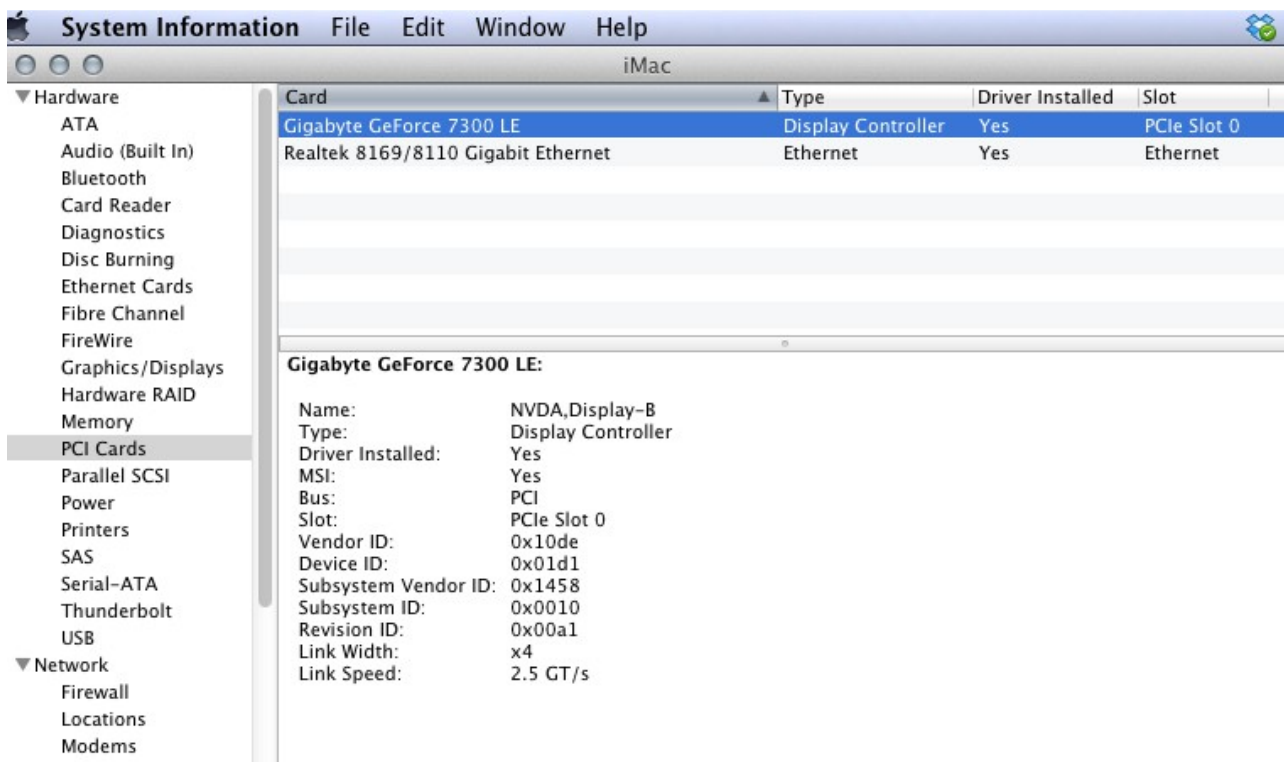 System Information File Edit Window Help
iMac
Hardware
ATA
Audio (Built In)
Bluetooth
Card Reader
Diagnostics
Disc Burning
Ethernet Cards
Fibre Channel
FireWire
Graphics/Displays
Hardware RAID
Memory
PCI Cards
Parallel SCSI
Power
Printers
SAS
Serial-ATA
Thunderbolt
USB
Network
Firewall
Locations
Modems
Card Type Driver Installed Slot
Gigabyte GeForce 7300 LE Display Controller Yes PCIe Slot 0
Realtek 8169/8110 Gigabit Ethernet Ethernet Yes Ethernet
Gigabyte GeForce 7300 LE:
Name: NVDA,Display-B
Type: Display Controller
Driver Installed: Yes
MSI: Yes
Bus: PCI
Slot: PCIe Slot 0
Vendor ID: 0x10de
Device ID: 0x01d1
Subsystem Vendor ID: 0x1458
Subsystem ID: 0x0010
Revision ID: 0x00a1
Link Width: x4
Link Speed: 2.5 GT/s